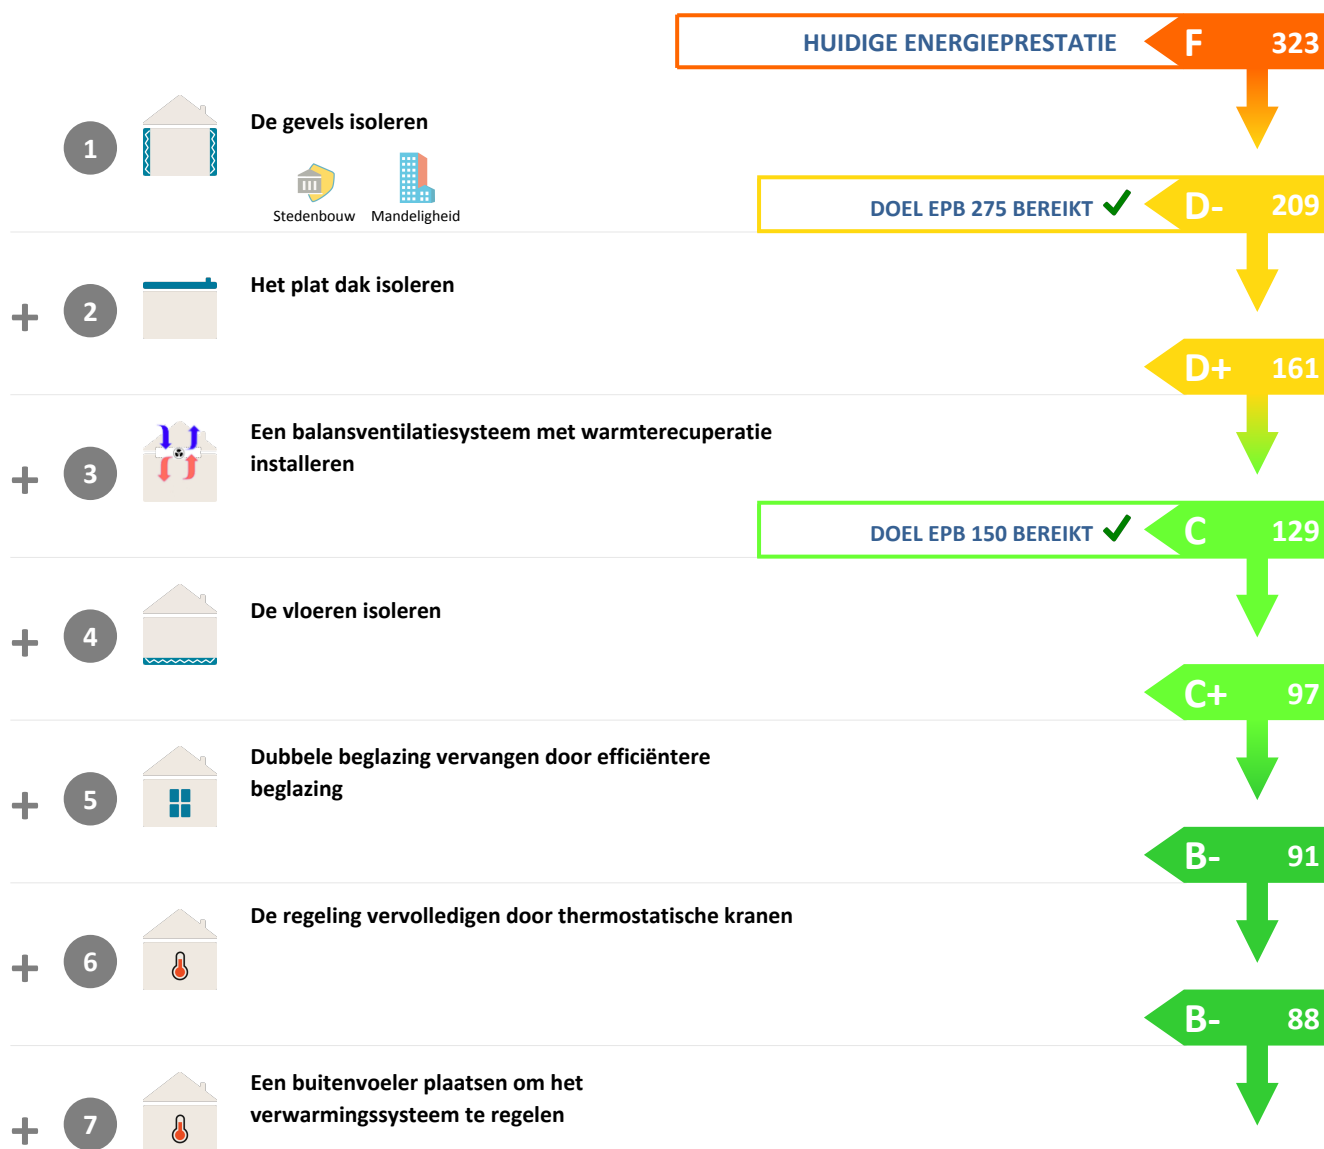 HUIDIGE ENERGIEPRESTATIE F 323
1 De gevels isoleren
Stedenbouw Mandeligheid
DOEL EPB 275 BEREIKT D- 209
+ 2 Het plat dak isoleren
D+ 161
+ 3 Een balansventilatiesysteem met warmterecuperatie
installeren
DOEL EPB 150 BEREIKT C 129
+ 4 De vloeren isoleren
C+ 97
+ 5 Dubbele beglazing vervangen door efficiëntere
beglazing
B- 91
+ 6 De regeling vervolledigen door thermostatische kranen
B- 88
+ 7 Een buitenvoeler plaatsen om het
verwarmingssysteem te regelen